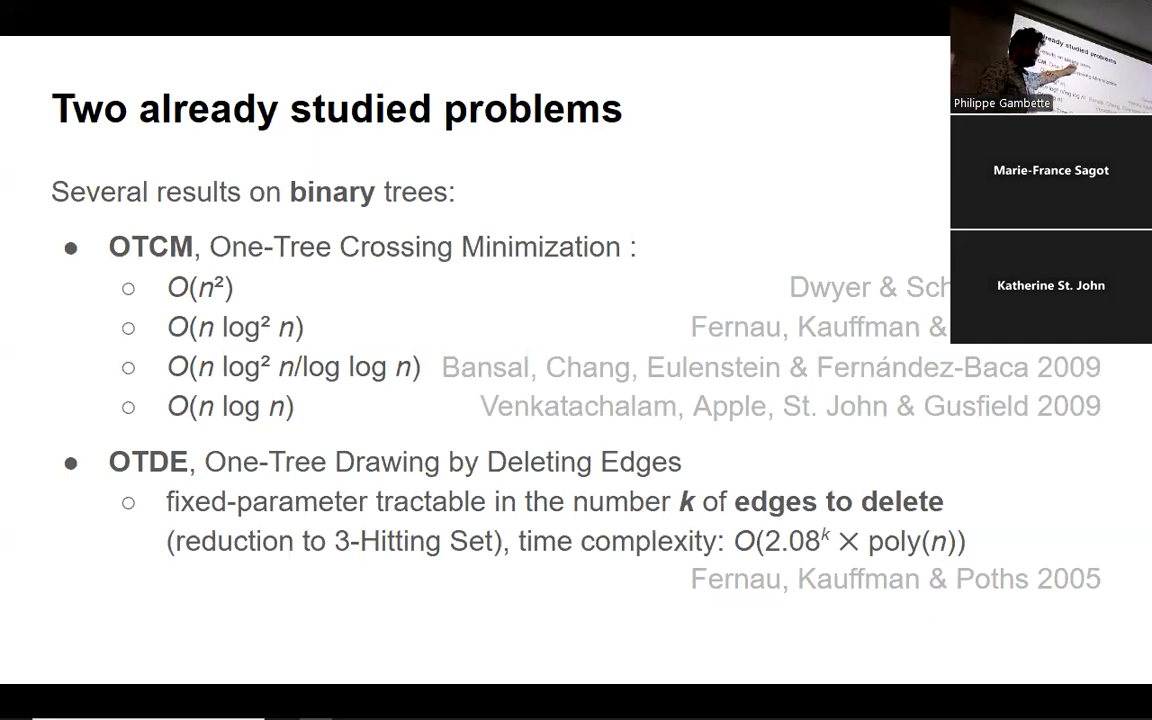 Two already studied problems
Several results on binary trees:
● OTCM, One-Tree Crossing Minimization :
○ O(n²) Dwyer &
○ O(n log² n) Fernau, Kauffman &
○ O(n log² n/log log n) Bansal, Chang, Eulenstein & Fernández-Baca 2009
○ O(n log n) Venkatachalam, Apple, St. John & Gusfield 2009
● OTDE, One-Tree Drawing by Deleting Edges
○ fixed-parameter tractable in the number k of edges to delete
(reduction to 3-Hitting Set), time complexity: O(2.08ᵏ × poly(n))
Fernau, Kauffman & Poths 2005
already studied problems
Philippe Gambette
Marie-France Sagot
Katherine St. John